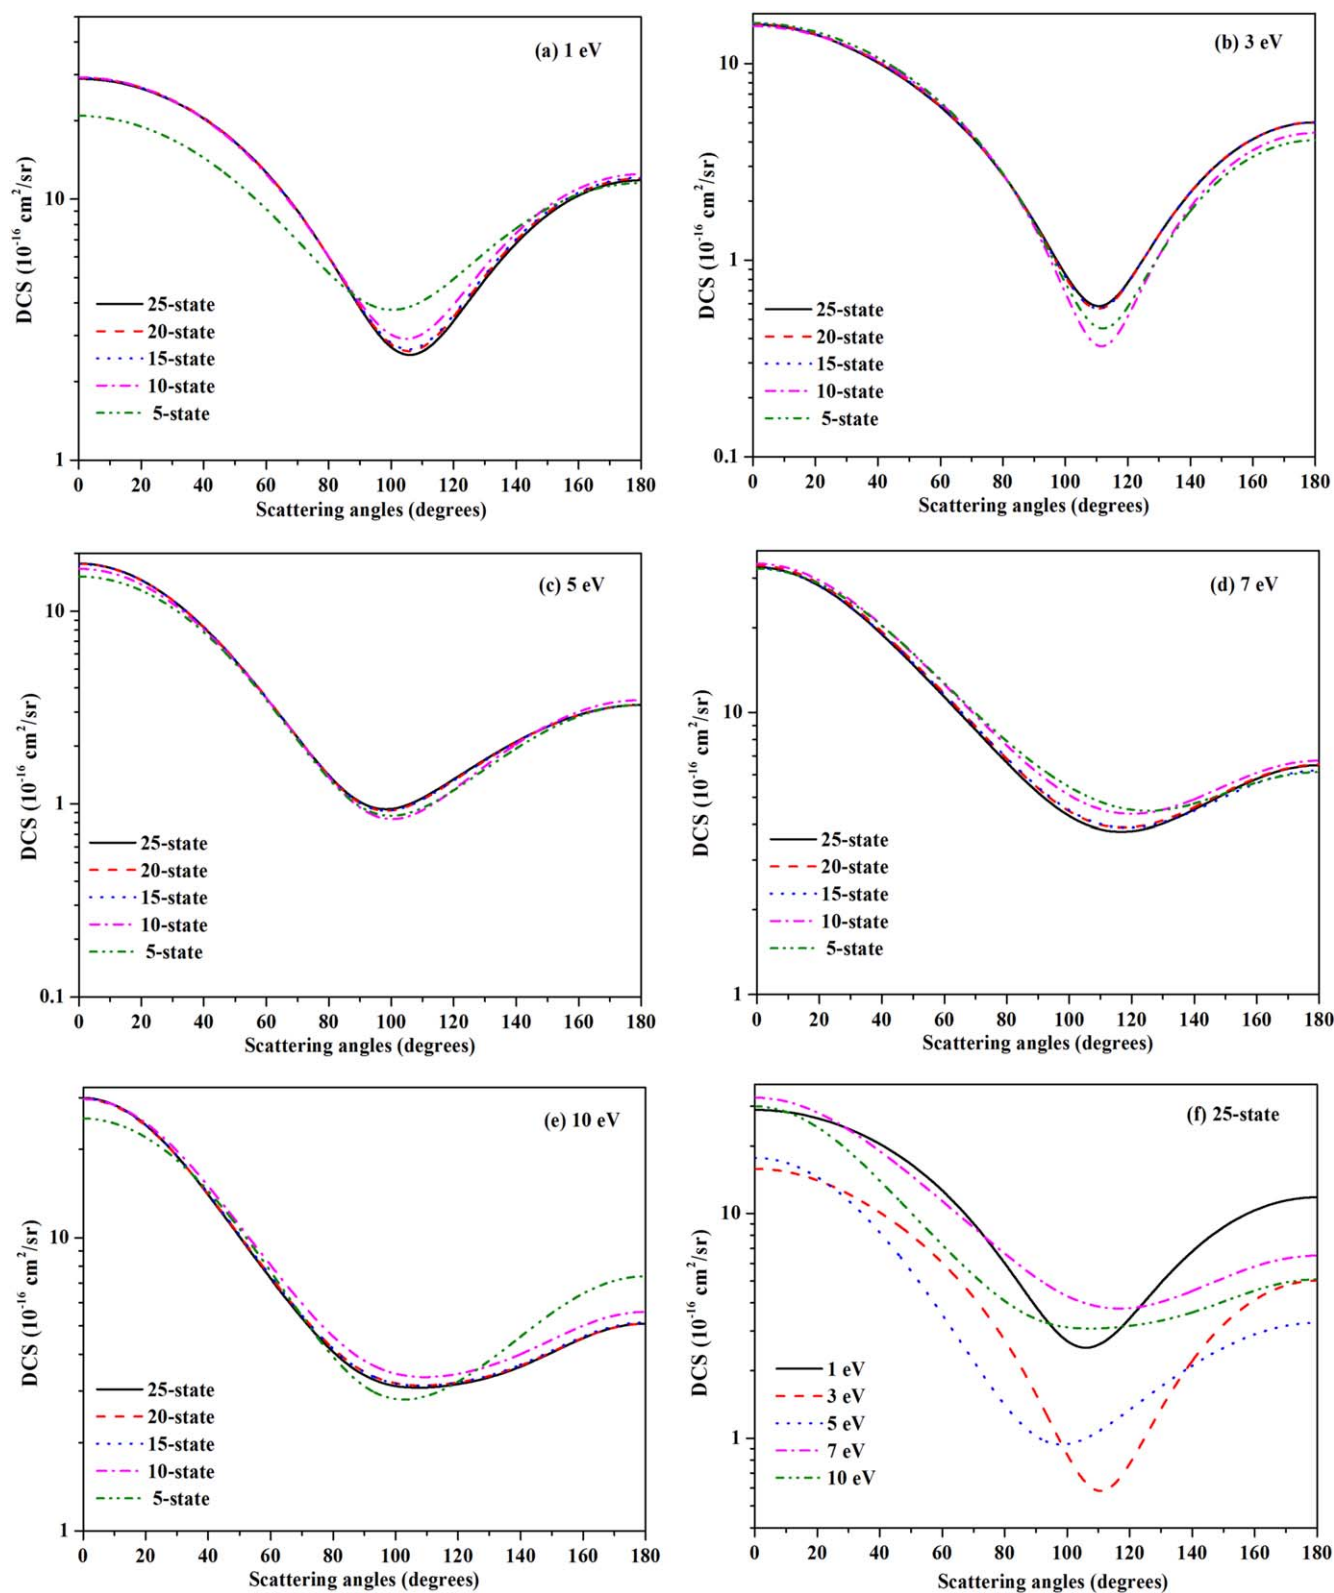 (a) 1 eV
DCS (10⁻¹⁶ cm²/sr)
10
1
25-state
20-state
15-state
10-state
5-state
0 20 40 60 80 100 120 140 160 180
Scattering angles (degrees)
(b) 3 eV
DCS (10⁻¹⁶ cm²/sr)
10
1
0.1
25-state
20-state
15-state
10-state
5-state
0 20 40 60 80 100 120 140 160 180
Scattering angles (degrees)
(c) 5 eV
DCS (10⁻¹⁶ cm²/sr)
10
1
0.1
25-state
20-state
15-state
10-state
5-state
0 20 40 60 80 100 120 140 160 180
Scattering angles (degrees)
(d) 7 eV
DCS (10⁻¹⁶ cm²/sr)
10
1
25-state
20-state
15-state
10-state
5-state
0 20 40 60 80 100 120 140 160 180
Scattering angles (degrees)
(e) 10 eV
DCS (10⁻¹⁶ cm²/sr)
10
1
25-state
20-state
15-state
10-state
5-state
0 20 40 60 80 100 120 140 160 180
Scattering angles (degrees)
(f) 25-state
DCS (10⁻¹⁶ cm²/sr)
10
1
1 eV
3 eV
5 eV
7 eV
10 eV
0 20 40 60 80 100 120 140 160 180
Scattering angles (degrees)